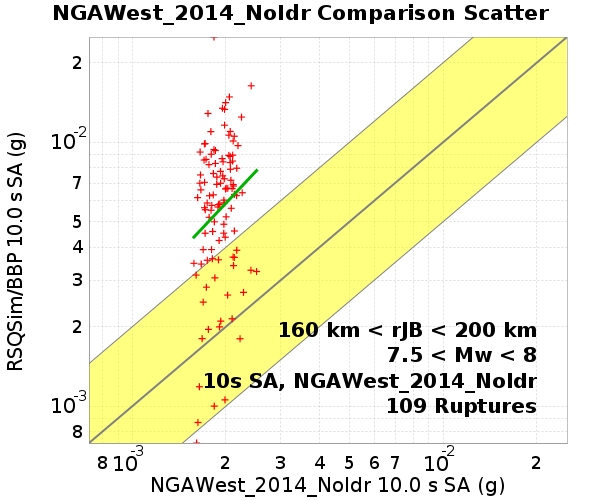 NGAWest_2014_NoIdr Comparison Scatter
RSQSim/BBP 10.0 s SA (g)
2
10-2
7
5
4
3
2
10-3
8
160 km < rJB < 200 km
7.5 < Mw < 8
10s SA, NGAWest_2014_NoIdr
109 Ruptures
8 10-3 2 3 4 5 6 7 10-2 2
NGAWest_2014_NoIdr 10.0 s SA (g)